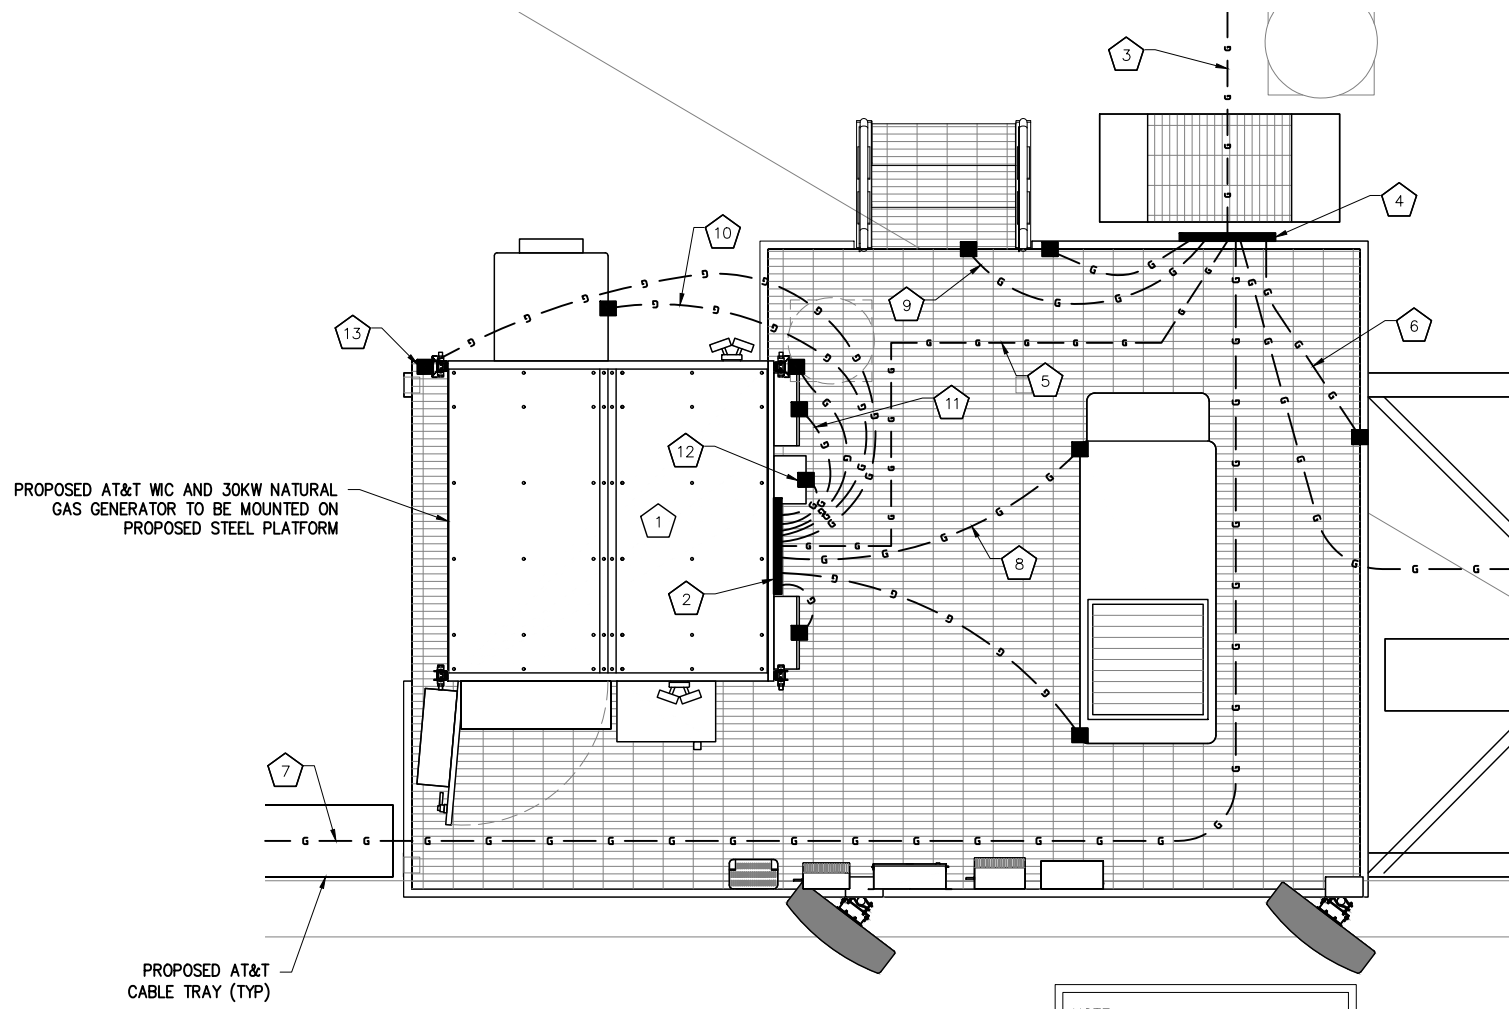 3
4
10
9
13
6
5
11
12
PROPOSED AT&T WIC AND 30KW NATURAL
GAS GENERATOR TO BE MOUNTED ON
PROPOSED STEEL PLATFORM
1
8
2
7
PROPOSED AT&T
CABLE TRAY (TYP)